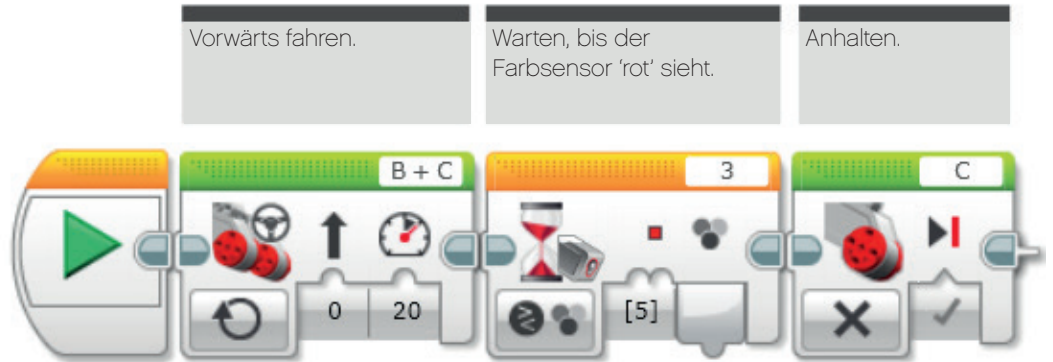 Vorwärts fahren.
Warten, bis der
Farbsensor ‘rot’ sieht.
Anhalten.
B + C
3
C
0
20
[5]